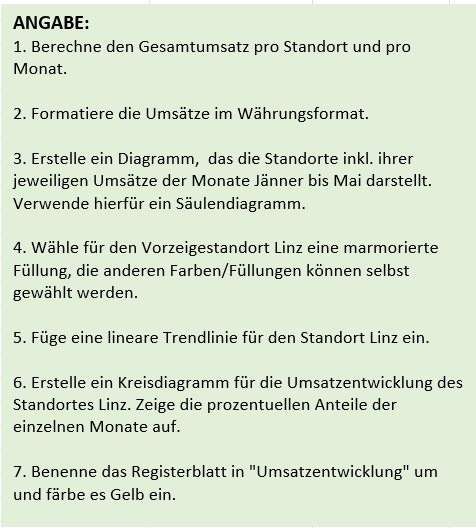 ANGABE:
1. Berechne den Gesamtumsatz pro Standort und pro
Monat.
2. Formatiere die Umsätze im Währungsformat.
3. Erstelle ein Diagramm,  das die Standorte inkl. ihrer
jeweiligen Umsätze der Monate Jänner bis Mai darstellt.
Verwende hierfür ein Säulendiagramm.
4. Wähle für den Vorzeigestandort Linz eine marmorierte
Füllung, die anderen Farben/Füllungen können selbst
gewählt werden.
5. Füge eine lineare Trendlinie für den Standort Linz ein.
6. Erstelle ein Kreisdiagramm für die Umsatzentwicklung des
Standortes Linz. Zeige die prozentuellen Anteile der
einzelnen Monate auf.
7. Benenne das Registerblatt in "Umsatzentwicklung" um
und färbe es Gelb ein.